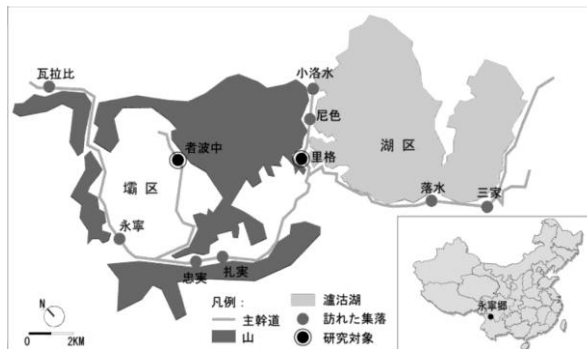 瓦拉比
小洛水
尼色
者波中
里格
湖区
壩区
落水
三家
永寧
忠実
扎実
N
0 2KM
凡例：
主幹道
山
瀘沽湖
訪れた集落
研究対象
永寧郷